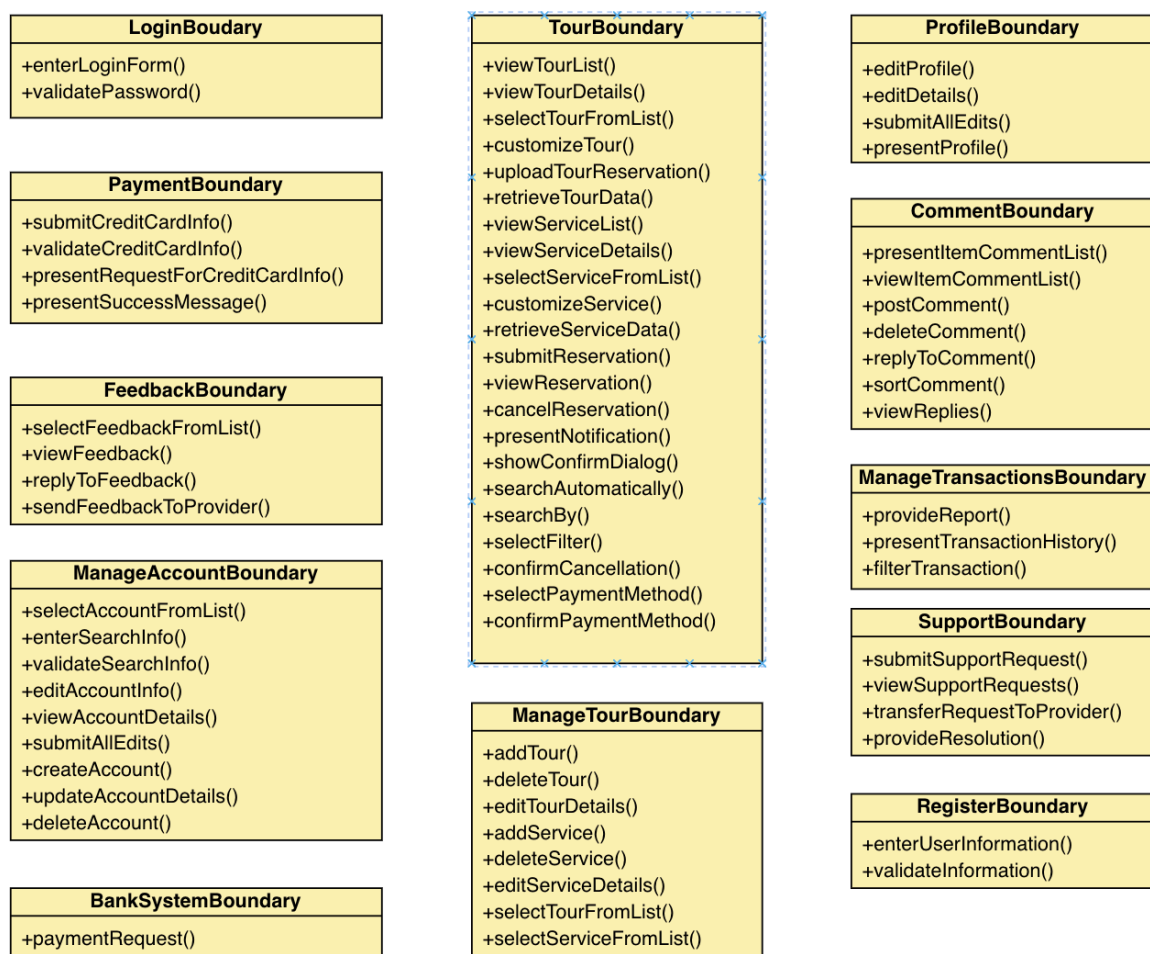 LoginBoudary
+enterLoginForm()
+validatePassword()
PaymentBoundary
+submitCreditCardInfo()
+validateCreditCardInfo()
+presentRequestForCreditCardInfo()
+presentSuccessMessage()
FeedbackBoundary
+selectFeedbackFromList()
+viewFeedback()
+replyToFeedback()
+sendFeedbackToProvider()
ManageAccountBoundary
+selectAccountFromList()
+enterSearchInfo()
+validateSearchInfo()
+editAccountInfo()
+viewAccountDetails()
+submitAllEdits()
+createAccount()
+updateAccountDetails()
+deleteAccount()
BankSystemBoundary
+paymentRequest()
TourBoundary
+viewTourList()
+viewTourDetails()
+selectTourFromList()
+customizeTour()
+uploadTourReservation()
+retrieveTourData()
+viewServiceList()
+viewServiceDetails()
+selectServiceFromList()
+customizeService()
+retrieveServiceData()
+submitReservation()
+viewReservation()
+cancelReservation()
+presentNotification()
+showConfirmDialog()
+searchAutomatically()
+searchBy()
+selectFilter()
+confirmCancellation()
+selectPaymentMethod()
+confirmPaymentMethod()
ManageTourBoundary
+addTour()
+deleteTour()
+editTourDetails()
+addService()
+deleteService()
+editServiceDetails()
+selectTourFromList()
+selectServiceFromList()
ProfileBoundary
+editProfile()
+editDetails()
+submitAllEdits()
+presentProfile()
CommentBoundary
+presentItemCommentList()
+viewItemCommentList()
+postComment()
+deleteComment()
+replyToComment()
+sortComment()
+viewReplies()
ManageTransactionsBoundary
+provideReport()
+presentTransactionHistory()
+filterTransaction()
SupportBoundary
+submitSupportRequest()
+viewSupportRequests()
+transferRequestToProvider()
+provideResolution()
RegisterBoundary
+enterUserInformation()
+validateInformation()